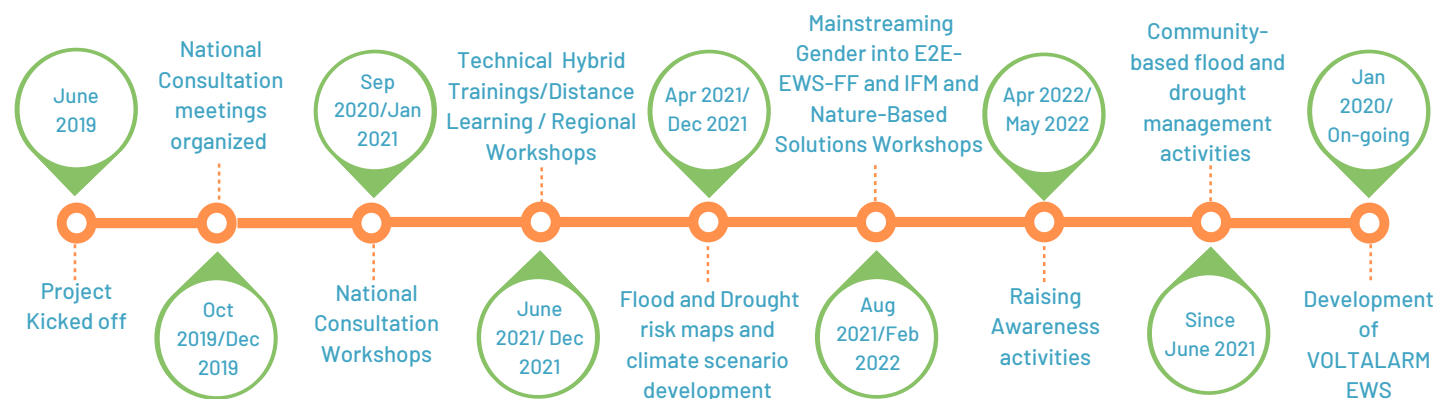 June
2019
Project
Kicked off
National
Consultation
meetings
organized
Oct
2019/Dec
2019
Sep
2020/Jan
2021
National
Consultation
Workshops
Technical Hybrid
Trainings/Distance
Learning / Regional
Workshops
June
2021/ Dec
2021
Apr 2021/
Dec 2021
Flood and Drought
risk maps and
climate scenario
development
Mainstreaming
Gender into E2E-
EWS-FF and IFM and
Nature-Based
Solutions Workshops
Aug
2021/Feb
2022
Apr 2022/
May 2022
Raising
Awareness
activities
Community-
based flood and
drought
management
activities
Since
June 2021
Jan
2020/
On-going
Development
of
VOLTALARM
EWS